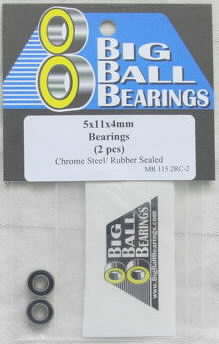 BIG
BALL
BEARINGS
5x11x4mm
Bearings
(2 pcs)
Chrome Steel/ Rubber Sealed
MR 115 2RC-2
BIG
BALL
BEARINGS
www.bigballbearings.com